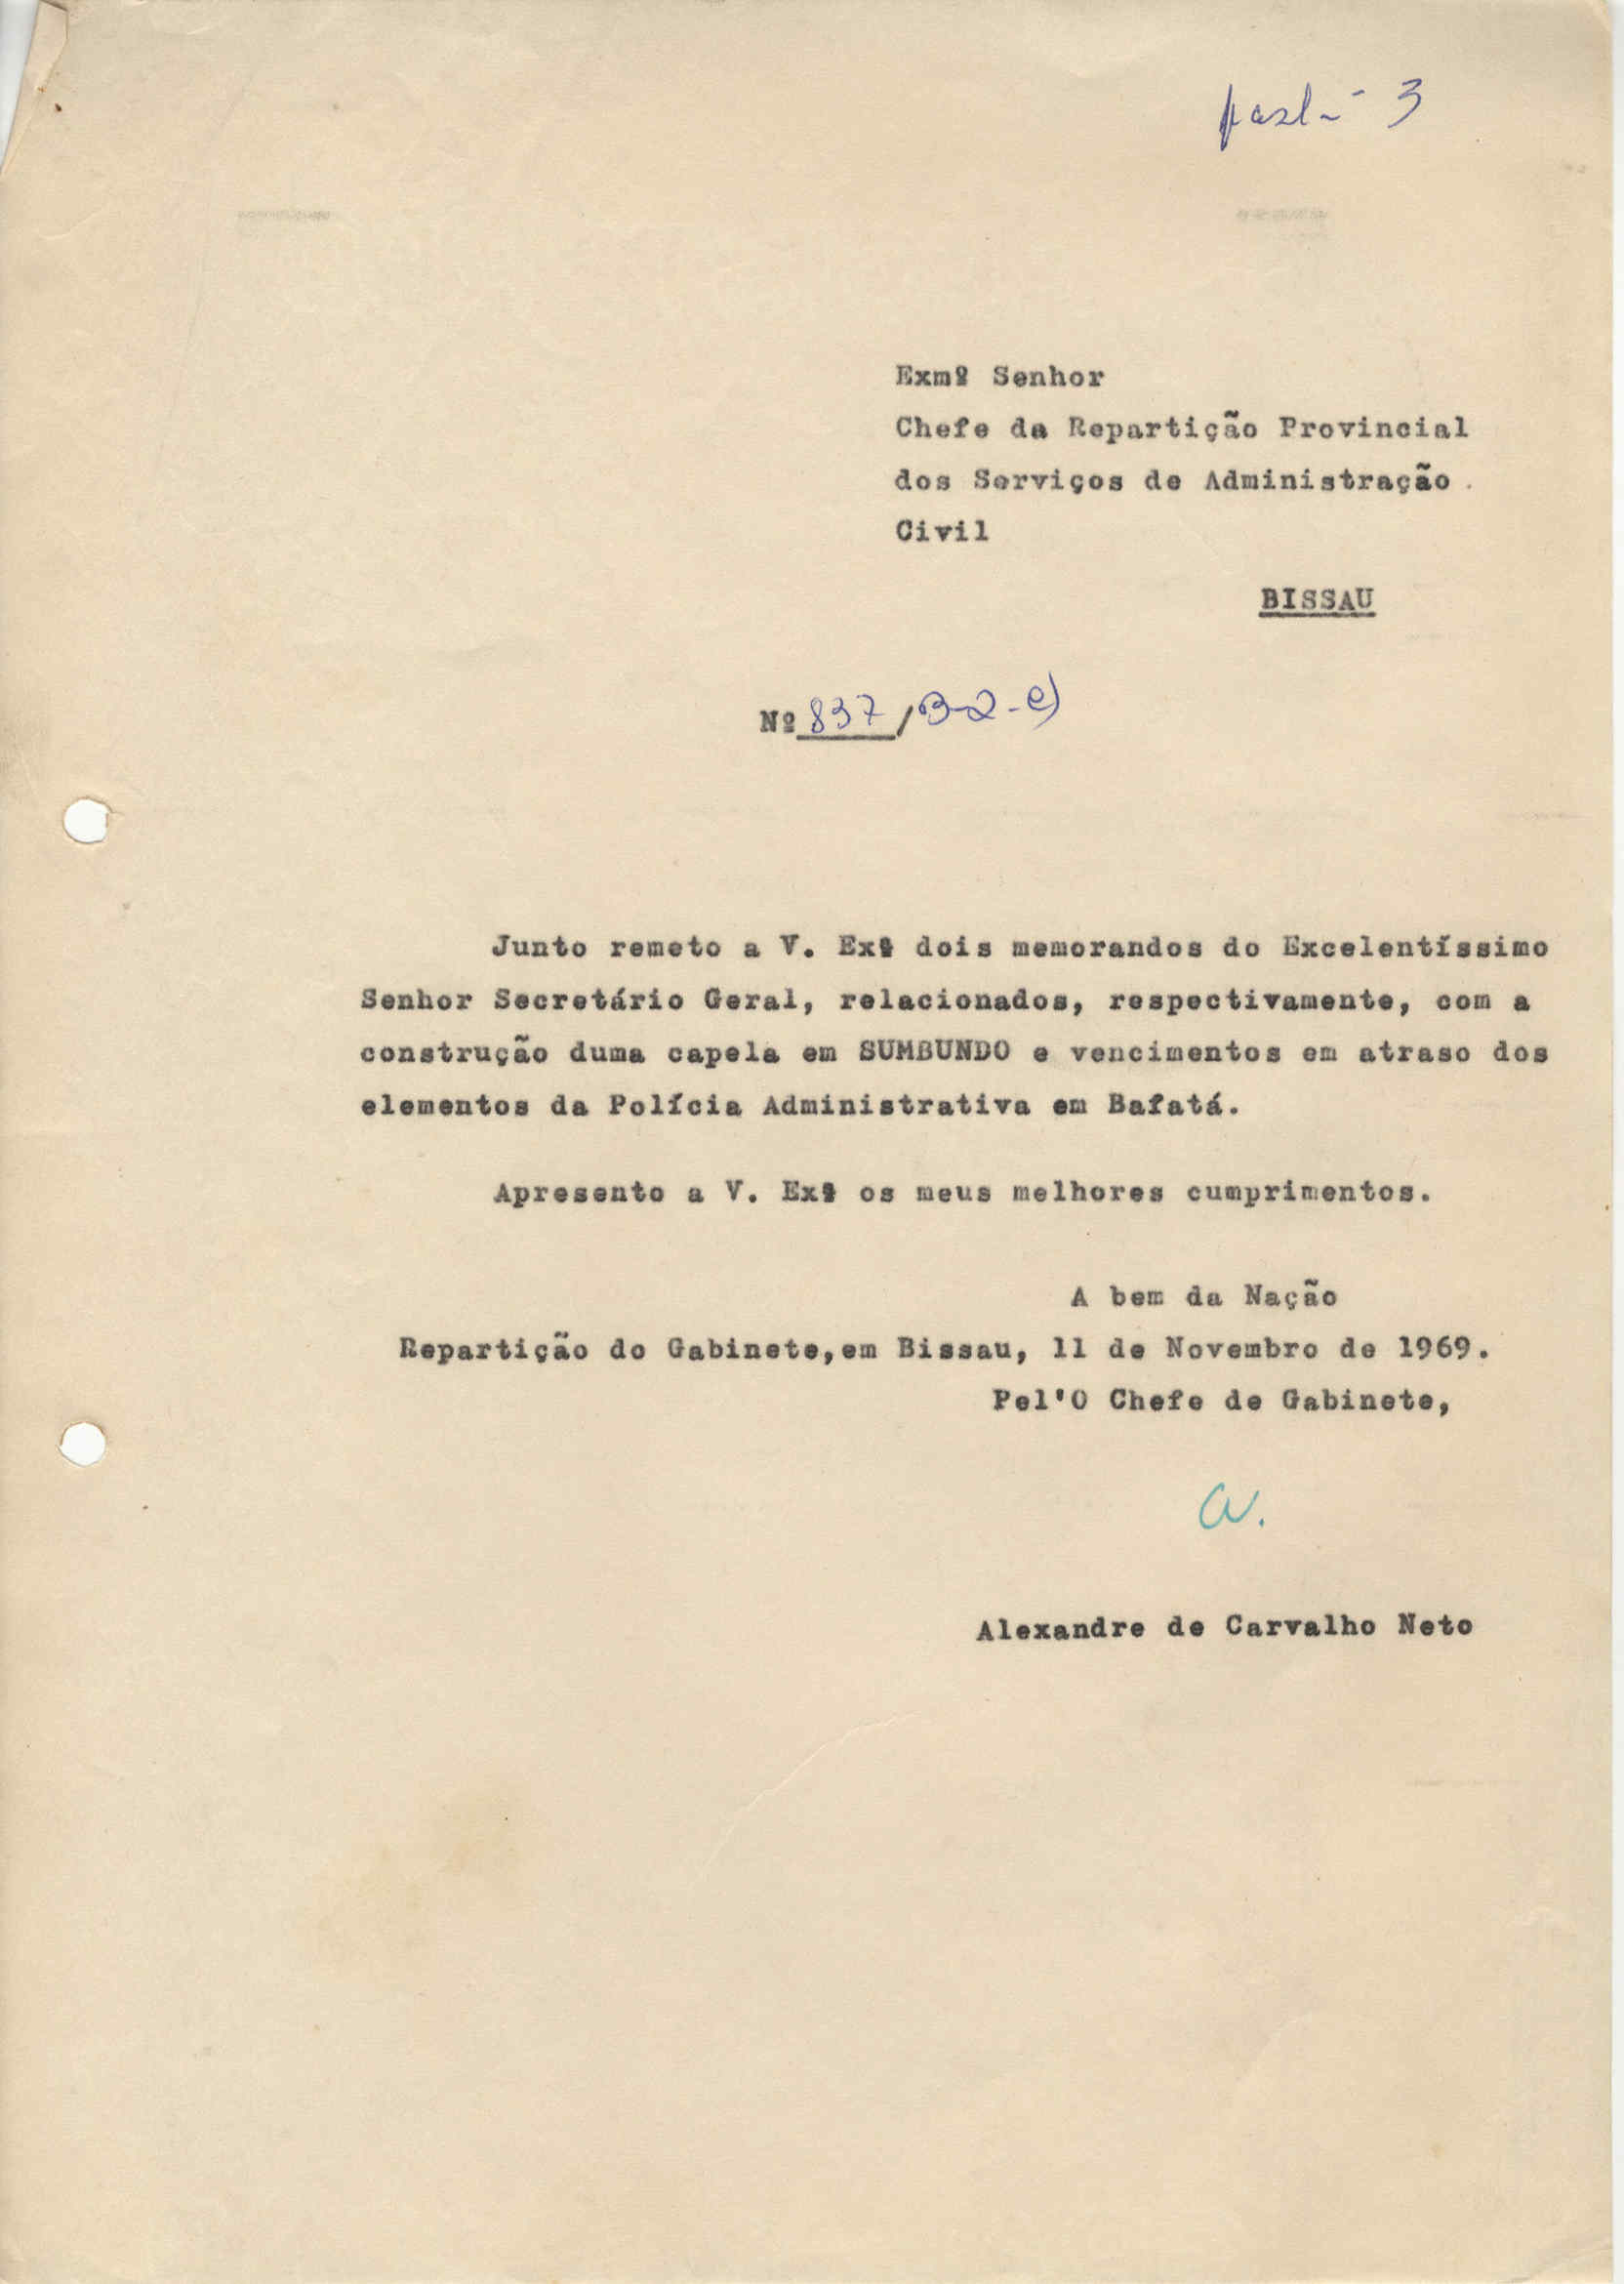 pasta 3
Exmº Senhor
Chefe da Repartição Provincial
dos Serviços de Administração
Civil
BISSAU
Nº 837/B-2-e)
Junto remeto a V. Exª dois memorandos do Excelentíssimo
Senhor Secretário Geral, relacionados, respectivamente, com a
construção duma capela em SUMBUNDO e vencimentos em atraso dos
elementos da Polícia Administrativa em Bafatá.
Apresento a V. Exª os meus melhores cumprimentos.
A bem da Nação
Repartição do Gabinete,em Bissau, 11 de Novembro de 1969.
Pel'O Chefe de Gabinete,
Alexandre de Carvalho Neto